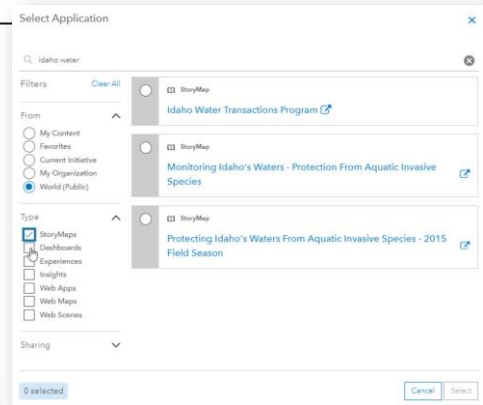 Select Application
idaho water
Filters
Clear All
From
My Content
Favorites
Current Initiative
My Organization
World (Public)
Type
StoryMaps
Dashboards
Experiences
Insights
Web Apps
Web Maps
Web Scenes
Sharing
StoryMap
Idaho Water Transactions Program
StoryMap
Monitoring Idaho's Waters - Protection From Aquatic Invasive
Species
StoryMap
Protecting Idaho's Waters From Aquatic Invasive Species - 2015
Field Season
0 selected
Cancel
Select